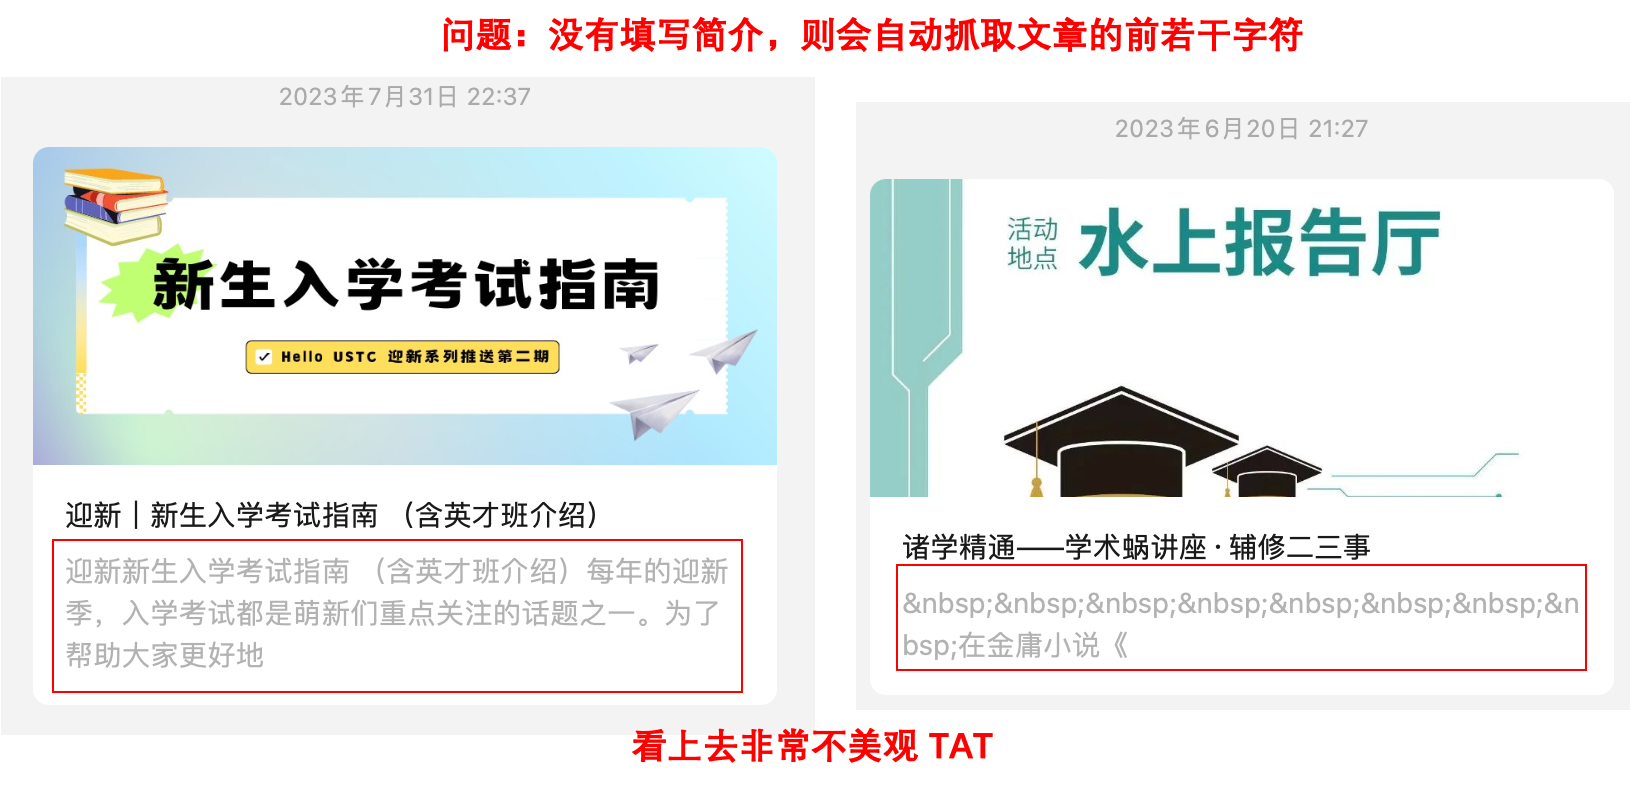 问题：没有填写简介，则会自动抓取文章的前若干字符
2023年7月31日 22:37
新生入学考试指南
Hello USTC 迎新系列推送第二期
迎新｜新生入学考试指南 （含英才班介绍）
迎新新生入学考试指南 （含英才班介绍）每年的迎新
季，入学考试都是萌新们重点关注的话题之一。为了
帮助大家更好地
2023年6月20日 21:27
活动
地点
水上报告厅
诸学精通——学术蜗讲座 · 辅修二三事
&nbsp;&nbsp;&nbsp;&nbsp;&nbsp;&nbsp;&nbsp;&n
bsp;在金庸小说《
看上去非常不美观 TAT